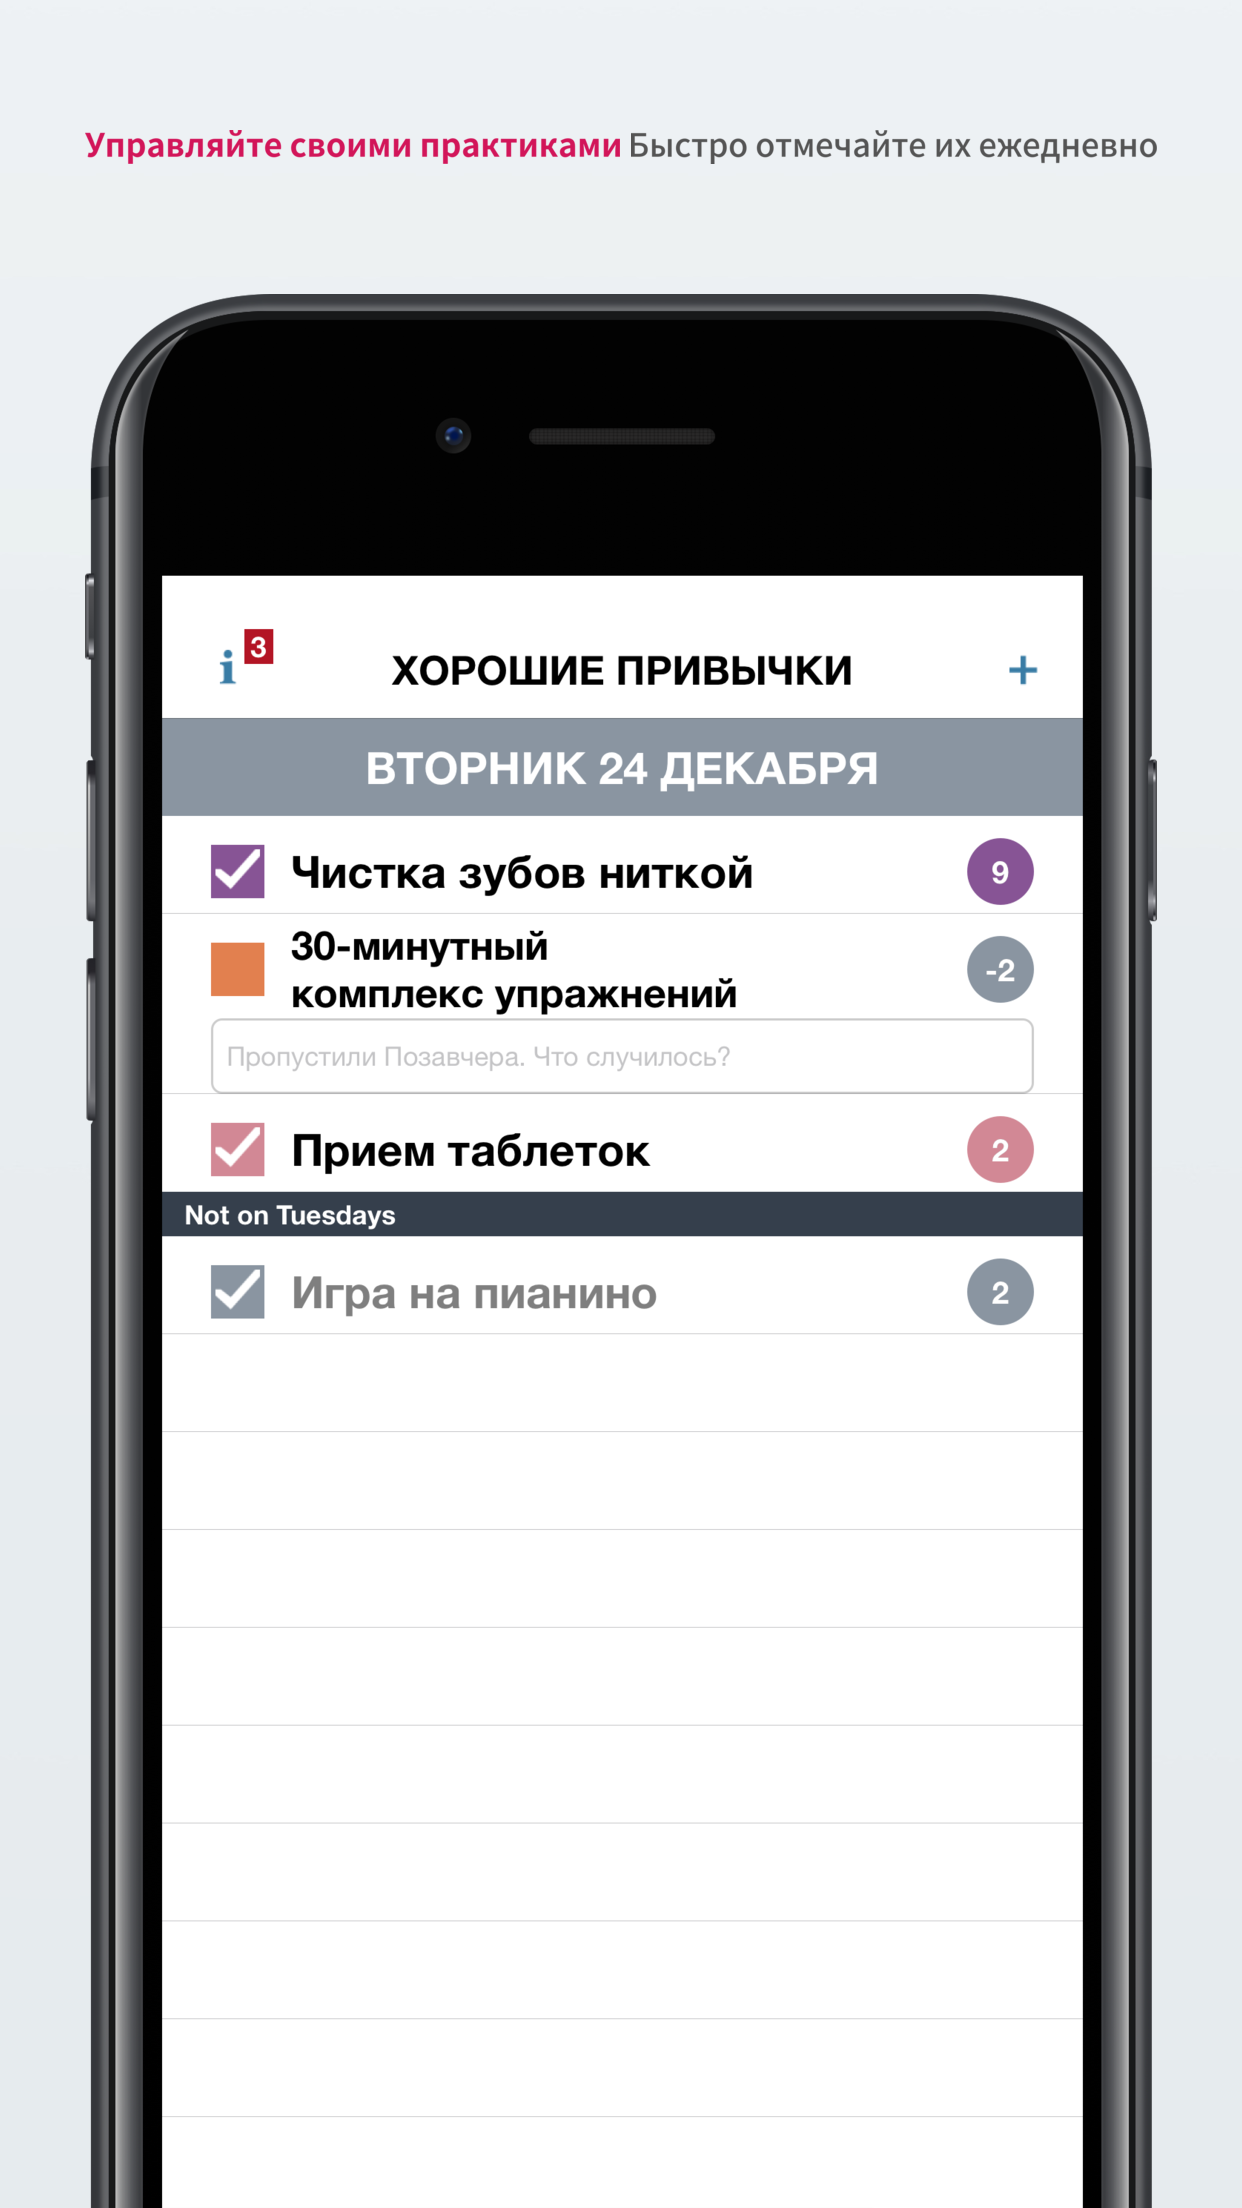 Управляйте своими практиками Быстро отмечайте их ежедневно
i 3
ХОРОШИЕ ПРИВЫЧКИ
+
ВТОРНИК 24 ДЕКАБРЯ
Чистка зубов ниткой 9
30-минутный
комплекс упражнений -2
Пропустили Позавчера. Что случилось?
Прием таблеток 2
Not on Tuesdays
Игра на пианино 2